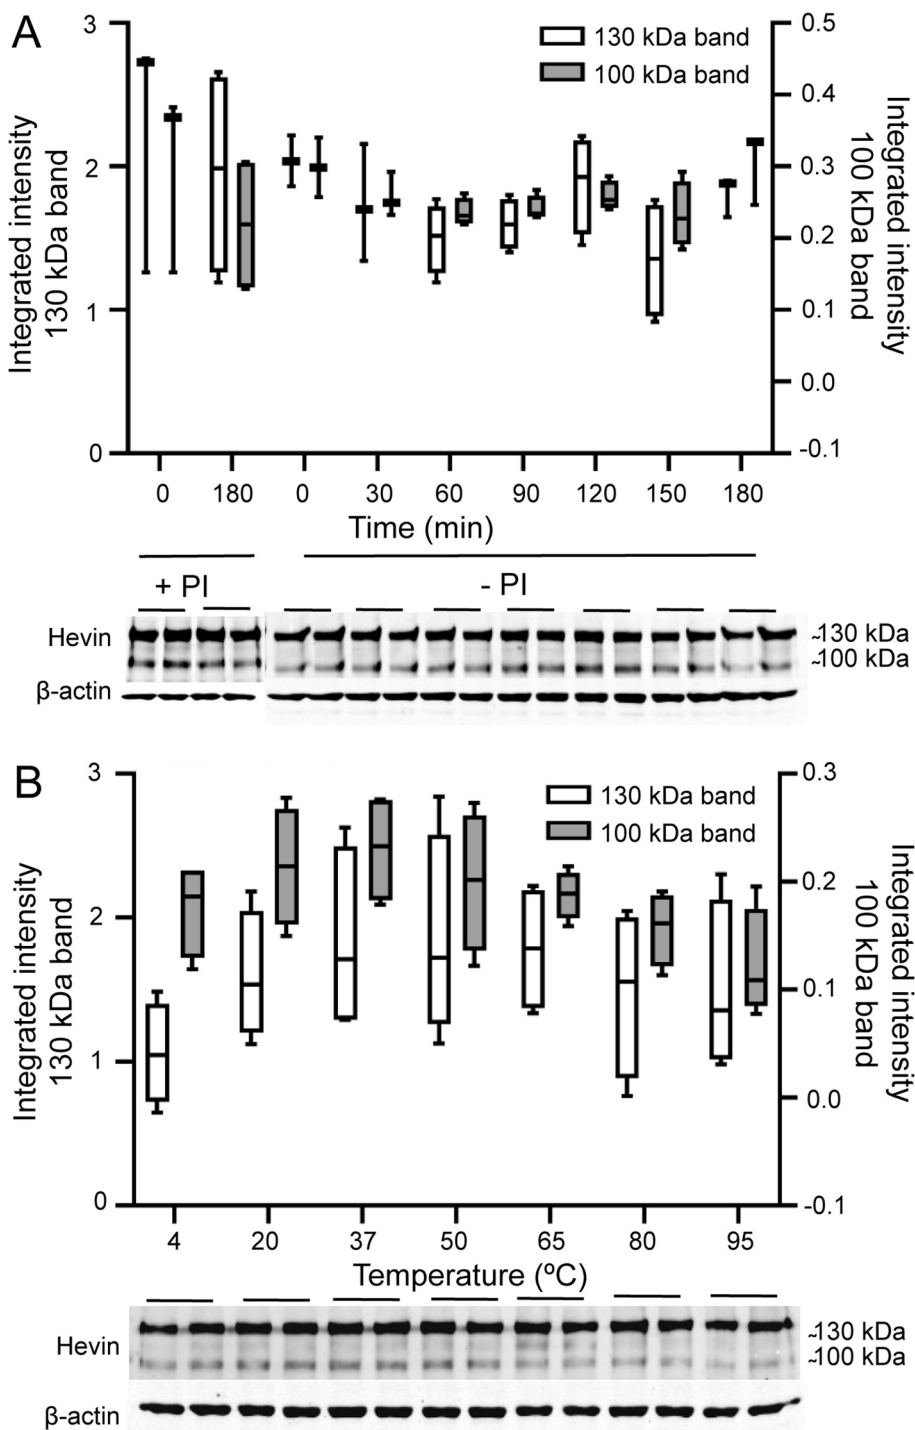 A
3
2
1
0
Integrated intensity
130 kDa band
130 kDa band
100 kDa band
0.5
0.4
0.3
0.2
0.1
0.0
-0.1
Integrated intensity
100 kDa band
0 180 0 30 60 90 120 150 180
Time (min)
+ PI - PI
Hevin
130 kDa
100 kDa
β-actin
B
3
2
1
0
Integrated intensity
130 kDa band
130 kDa band
100 kDa band
0.3
0.2
0.1
0.0
-0.1
Integrated intensity
100 kDa band
4 20 37 50 65 80 95
Temperature (ºC)
Hevin
130 kDa
100 kDa
β-actin